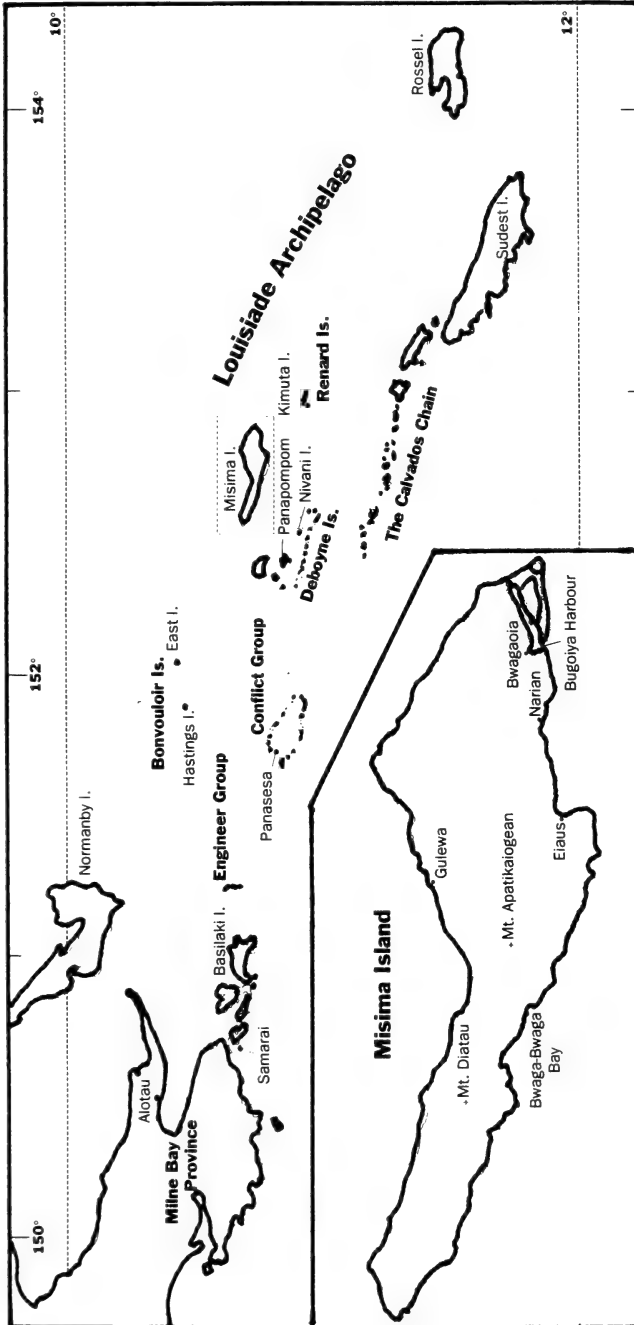 150°
152°
154°
10°
12°
Normanby I.
Alotau
Milne Bay
Province
Samarai
Basilaki I.
Engineer Group
Bonvouloir Is.
East I.
Hastings I.
Conflict Group
Panasesa
Louisiade Archipelago
Misima I.
Kimuta I.
Renard Is.
Panapompom
Nivani I.
Deboyne Is.
The Calvados Chain
Sudest I.
Rossel I.
Misima Island
Gulewa
Mt. Diatau
Mt. Apatikaiogean
Bwaga-Bwaga
Bay
Eiaus
Narian
Bwagaoia
Bugoiya Harbour